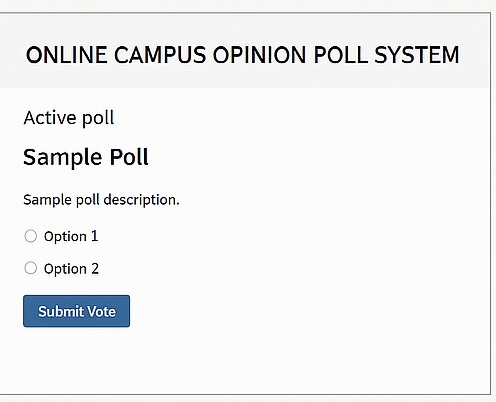 ONLINE CAMPUS OPINION POLL SYSTEM
Active poll
Sample Poll
Sample poll description.
Option 1
Option 2
Submit Vote